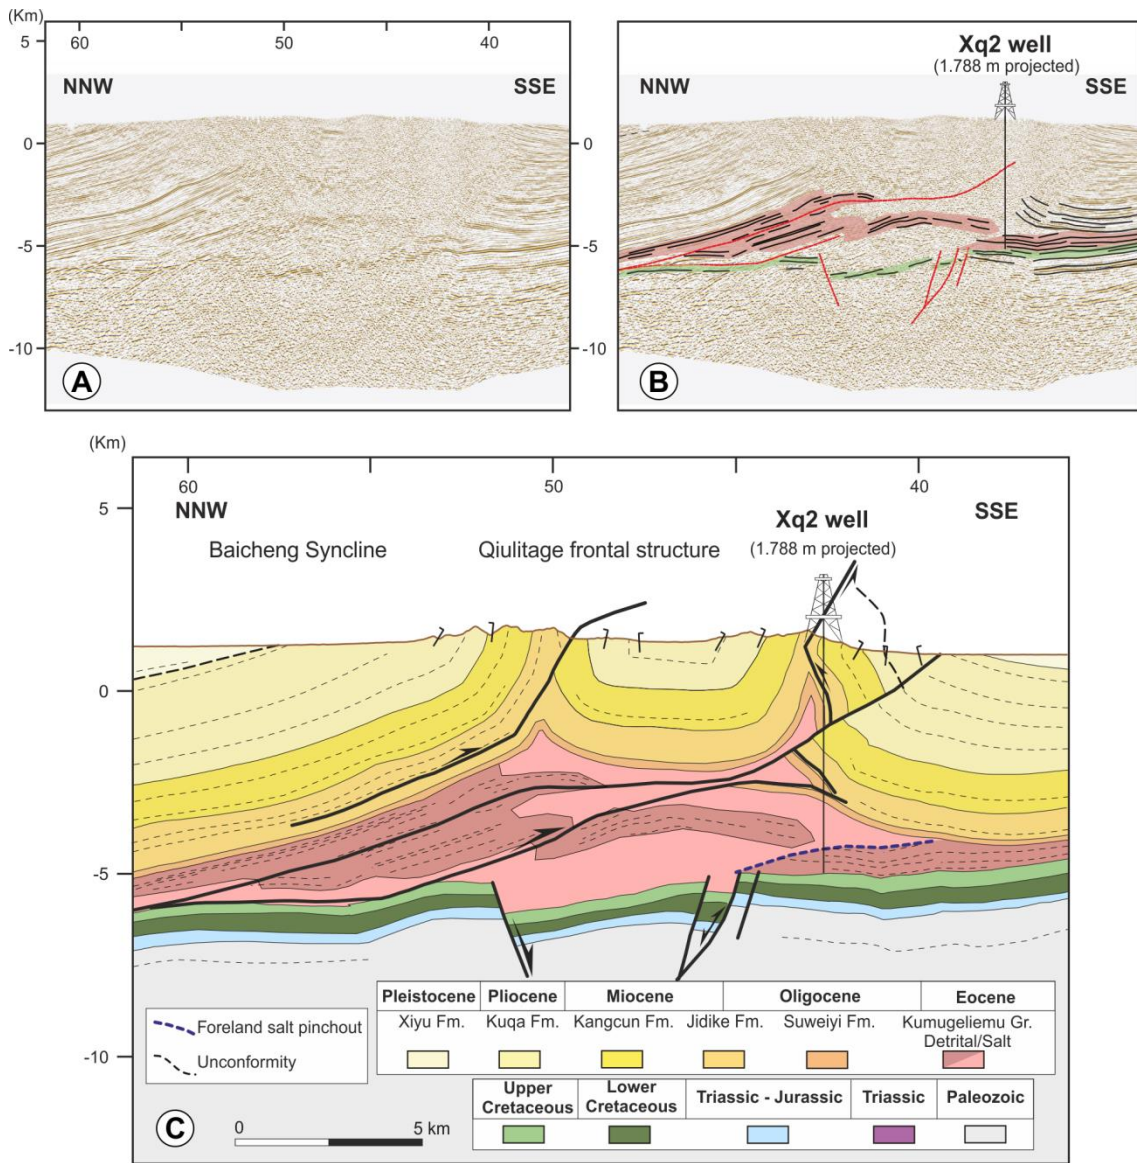 (Km)
60 50 40
5
NNW SSE
0
-5
-10
A
Xq2 well
(1.788 m projected)
NNW SSE
0
-5
-10
B
(Km)
60 50 40
5
NNW SSE
Xq2 well
(1.788 m projected)
Baicheng Syncline
Qiulitage frontal structure
0
-5
-10
Foreland salt pinchout
Unconformity
Pleistocene Pliocene Miocene Oligocene Eocene
Xiyu Fm. Kuqa Fm. Kangcun Fm. Jidike Fm. Suweiyi Fm. Kumugeliemu Gr.
Detrital/Salt
Upper Lower Triassic - Jurassic Triassic Paleozoic
Cretaceous Cretaceous
C
0 5 km